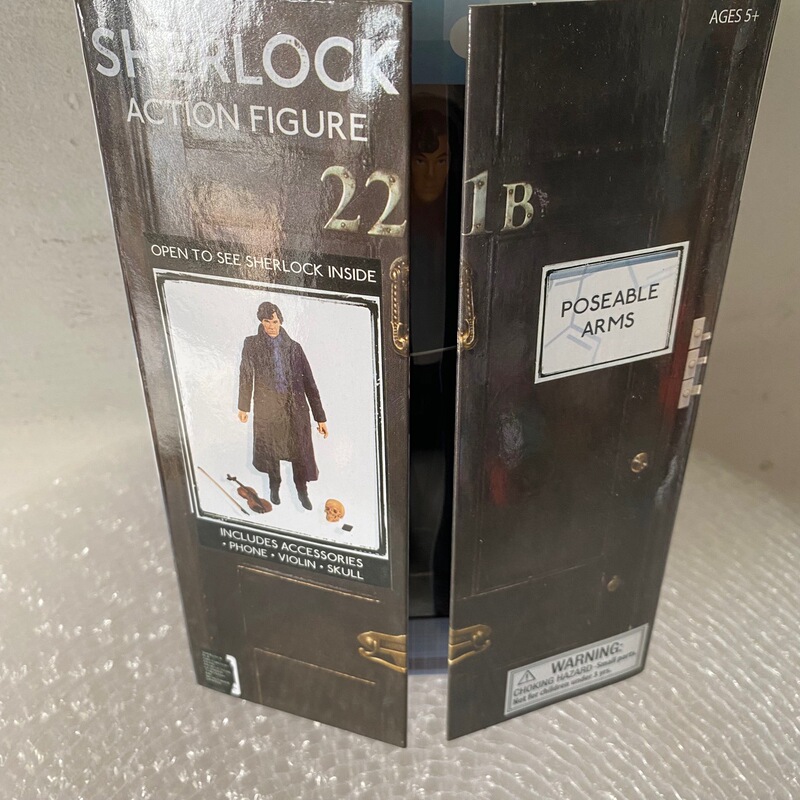 SHERLOCK
ACTION FIGURE
AGES 5+
221B
OPEN TO SEE SHERLOCK INSIDE
POSEABLE
ARMS
INCLUDES ACCESSORIES
• PHONE • VIOLIN • SKULL
WARNING:
CHOKING HAZARD-Small parts.
Not for children under 3 yrs.